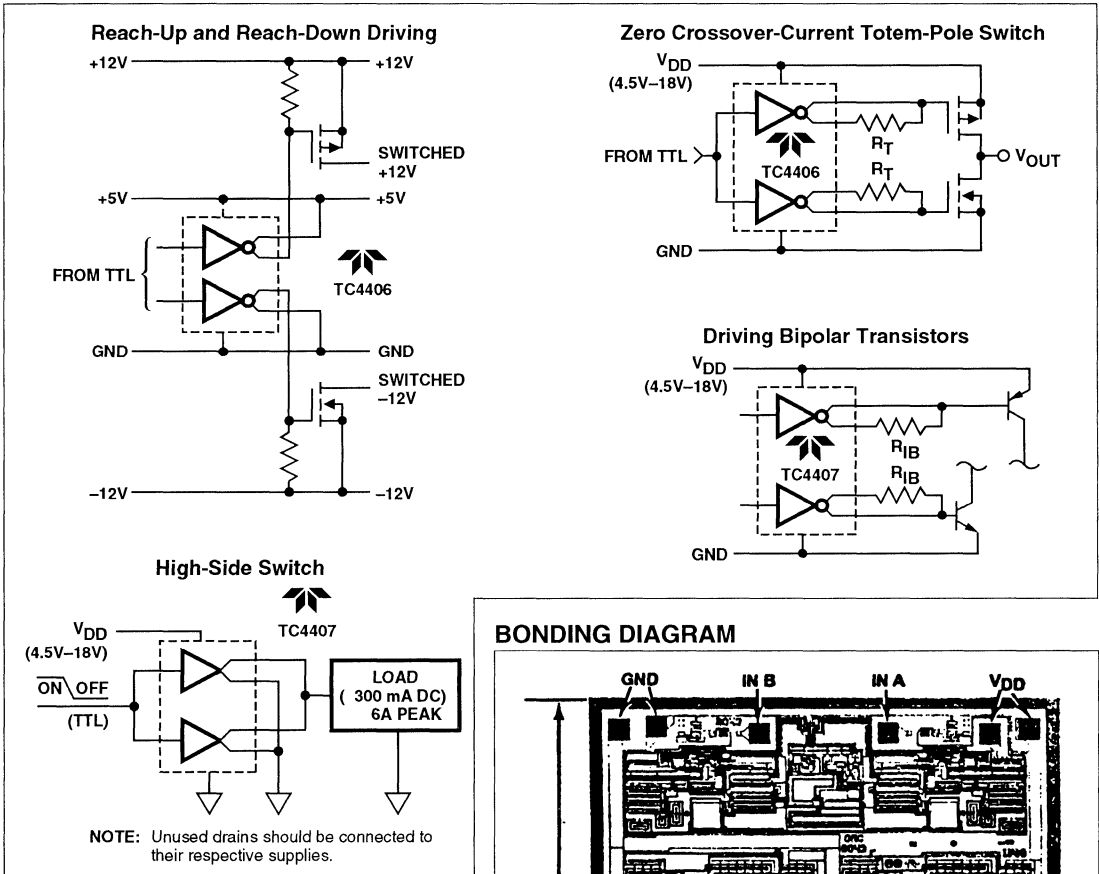 Reach-Up and Reach-Down Driving
+12V
+12V
SWITCHED
+12V
+5V
+5V
FROM TTL
TC4406
GND
GND
SWITCHED
–12V
–12V
–12V
Zero Crossover-Current Totem-Pole Switch
VDD
(4.5V–18V)
RT
FROM TTL
TC4406
RT
VOUT
GND
Driving Bipolar Transistors
VDD
(4.5V–18V)
RIB
TC4407
RIB
GND
High-Side Switch
TC4407
VDD
(4.5V–18V)
ON OFF
(TTL)
LOAD
( 300 mA DC)
6A PEAK
NOTE: Unused drains should be connected to
their respective supplies.
BONDING DIAGRAM
GND
IN B
IN A
VDD